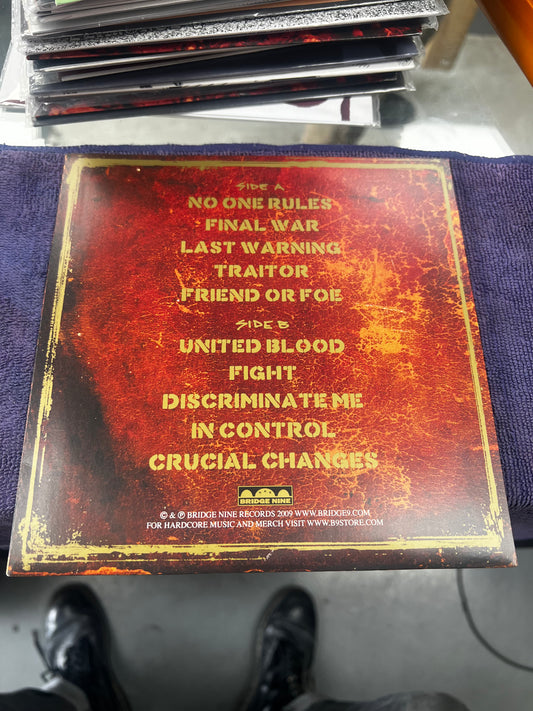 SIDE A
NO ONE RULES
FINAL WAR
LAST WARNING
TRAITOR
FRIEND OR FOE
SIDE B
UNITED BLOOD
FIGHT
DISCRIMINATE ME
IN CONTROL
CRUCIAL CHANGES
BRIDGE NINE
© & ℗ BRIDGE NINE RECORDS 2009 WWW.BRIDGE9.COM
FOR HARDCORE MUSIC AND MERCH VISIT WWW.B9STORE.COM